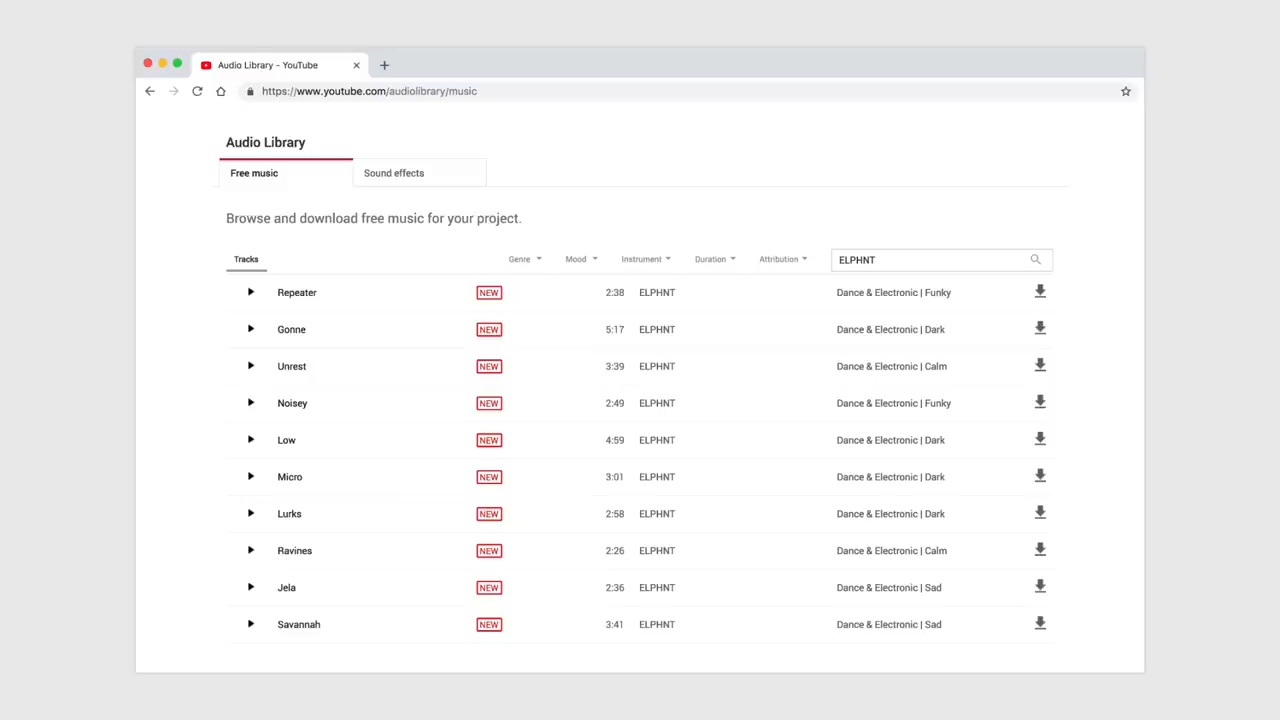 Audio Library - YouTube
https://www.youtube.com/audiolibrary/music
Audio Library
Free music Sound effects
Browse and download free music for your project.
Tracks Genre Mood Instrument Duration Attribution ELPHNT
Repeater NEW 2:38 ELPHNT Dance & Electronic | Funky
Gonne NEW 5:17 ELPHNT Dance & Electronic | Dark
Unrest NEW 3:39 ELPHNT Dance & Electronic | Calm
Noisey NEW 2:49 ELPHNT Dance & Electronic | Funky
Low NEW 4:59 ELPHNT Dance & Electronic | Dark
Micro NEW 3:01 ELPHNT Dance & Electronic | Dark
Lurks NEW 2:58 ELPHNT Dance & Electronic | Dark
Ravines NEW 2:26 ELPHNT Dance & Electronic | Calm
Jela NEW 2:36 ELPHNT Dance & Electronic | Sad
Savannah NEW 3:41 ELPHNT Dance & Electronic | Sad